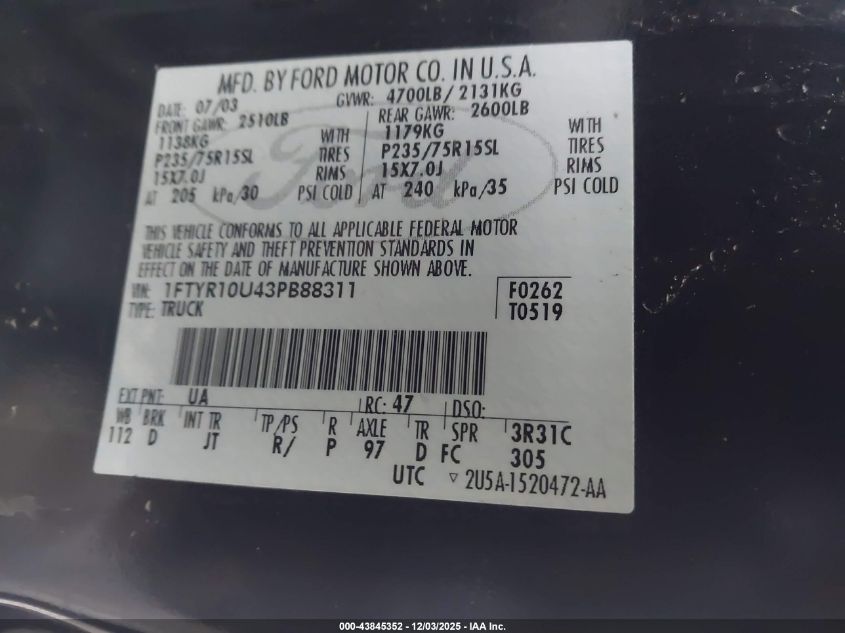 MFD. BY FORD MOTOR CO. IN U.S.A.
DATE: 07/03 GVWR: 4700LB/ 2131KG
FRONT GAWR: 2510LB REAR GAWR: 2600LB
1138KG WITH 1179KG WITH
P235/75R15SL TIRES P235/75R15SL TIRES
15X7.0J RIMS 15X7.0J RIMS
AT 205 kPa/30 PSI COLD AT 240 kPa/35 PSI COLD
Ford
THIS VEHICLE CONFORMS TO ALL APPLICABLE FEDERAL MOTOR
VEHICLE SAFETY AND THEFT PREVENTION STANDARDS IN
EFFECT ON THE DATE OF MANUFACTURE SHOWN ABOVE.
VIN: 1FTYR10U43PB88311 F0262
TYPE: TRUCK T0519
EXT PNT: UA RC: 47 DSO:
WB BRK INT TR TP/PS R AXLE TR SPR 3R31C
112 D JT R/ P 97 D FC 305
UTC ▽ 2U5A-1520472-AA
000-43845352 - 12/03/2025 - IAA Inc.